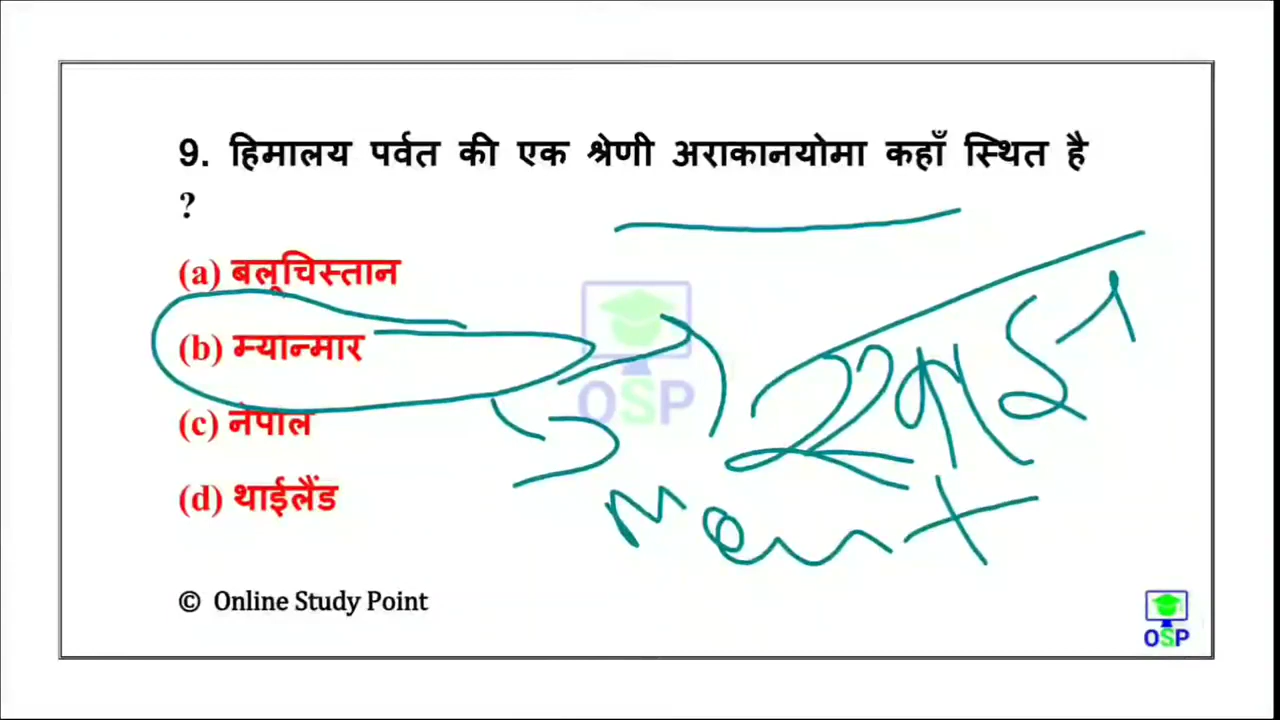 9. हिमालय पर्वत की एक श्रेणी अराकानयोमा कहाँ स्थित है
?
(a) बलूचिस्तान
(b) म्यान्मार
(c) नेपाल
(d) थाईलैंड
OSP
© Online Study Point
OSP